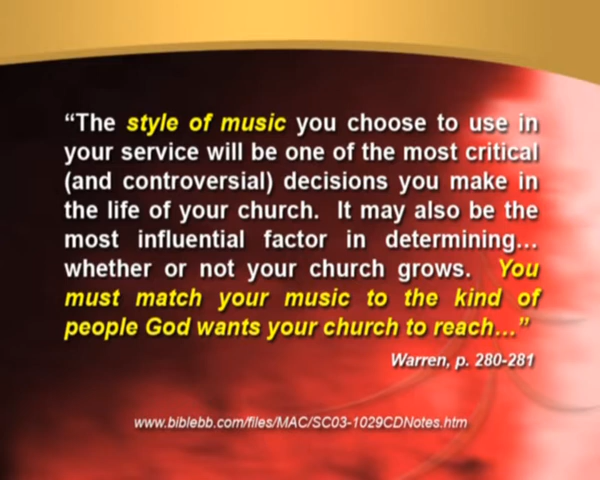 “The style of music you choose to use in
your service will be one of the most critical
(and controversial) decisions you make in
the life of your church. It may also be the
most influential factor in determining...
whether or not your church grows. You
must match your music to the kind of
people God wants your church to reach...”
Warren, p. 280-281
www.biblebb.com/files/MAC/SC03-1029CDNotes.htm